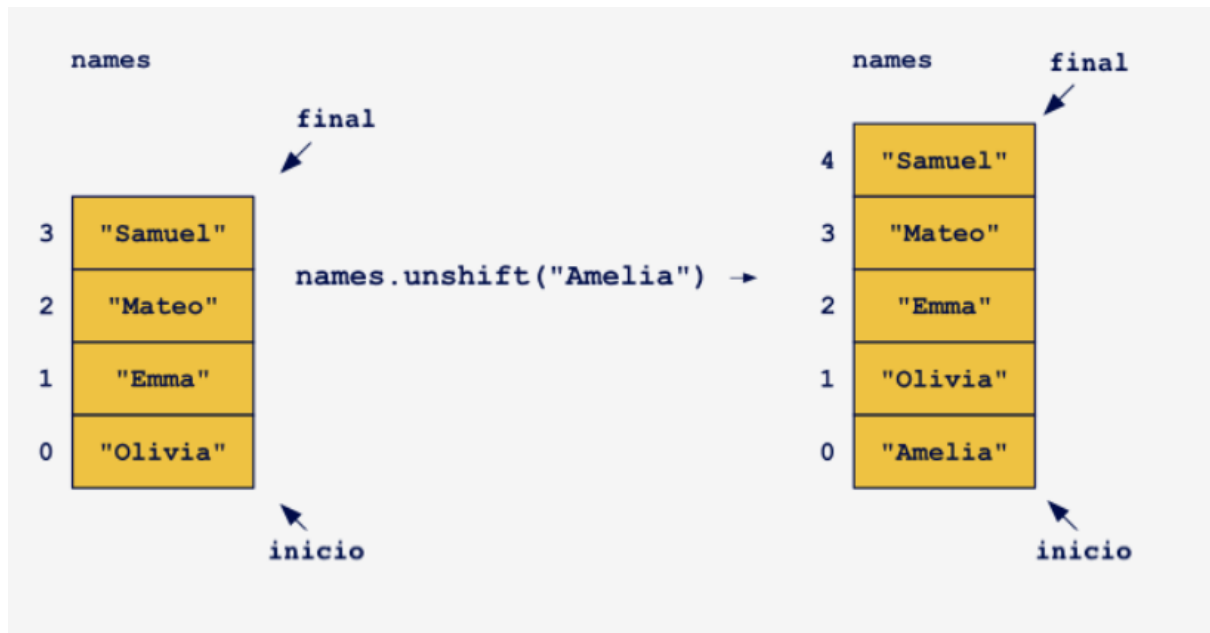 names
final
3 "Samuel"
2 "Mateo"
1 "Emma"
0 "Olivia"
inicio
names.unshift("Amelia") →
names
final
4 "Samuel"
3 "Mateo"
2 "Emma"
1 "Olivia"
0 "Amelia"
inicio